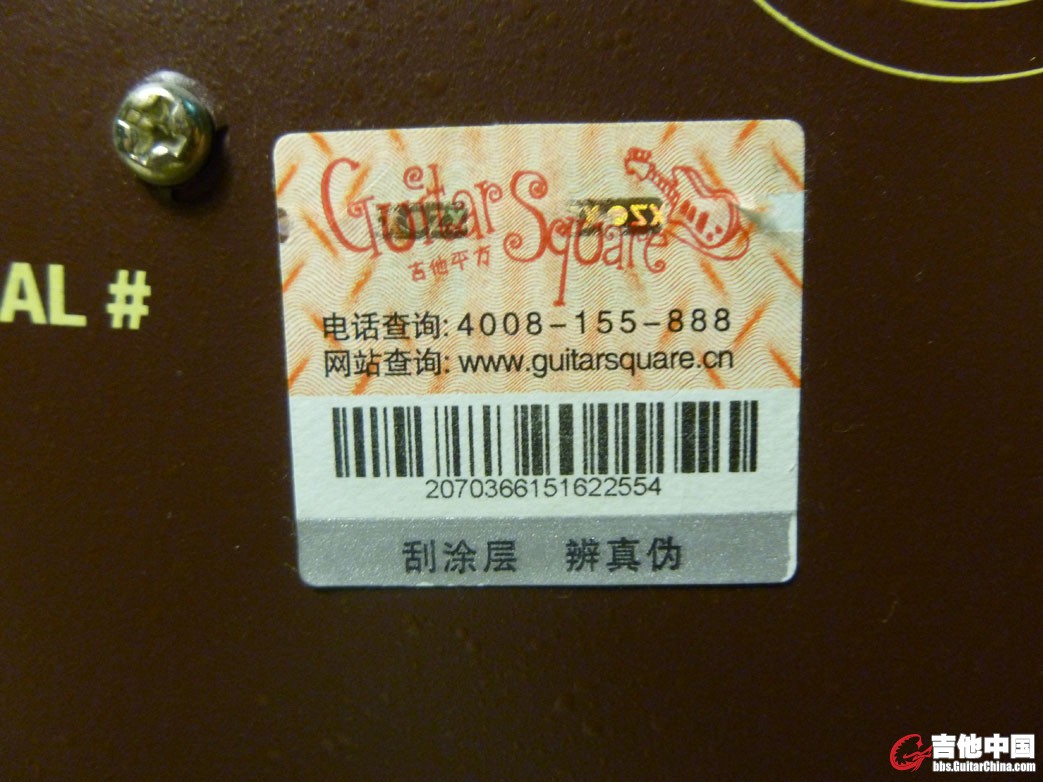 AL #
Guitar Square
吉他平方
电话查询: 4008-155-888
网站查询: www.guitarsquare.cn
2070366151622554
刮涂层 辨真伪
吉他中国
bbs.GuitarChina.com